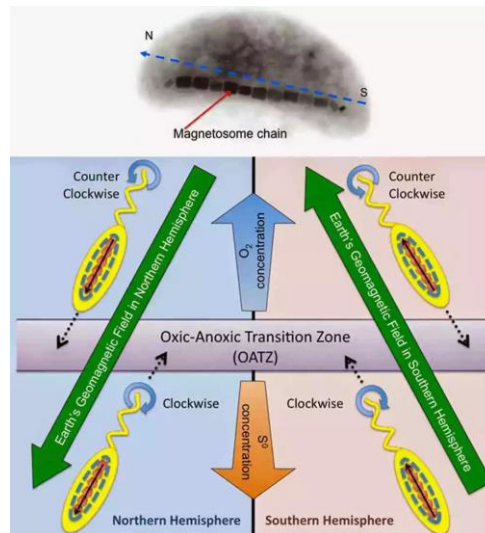 N
S
Magnetosome chain
Counter
Clockwise
Earth's Geomagnetic Field in Northern Hemisphere
O₂
concentration
Earth's Geomagnetic Field in Southern Hemisphere
Counter
Clockwise
Oxic-Anoxic Transition Zone
(OATZ)
Clockwise
S⁰
concentration
Clockwise
Northern Hemisphere
Southern Hemisphere